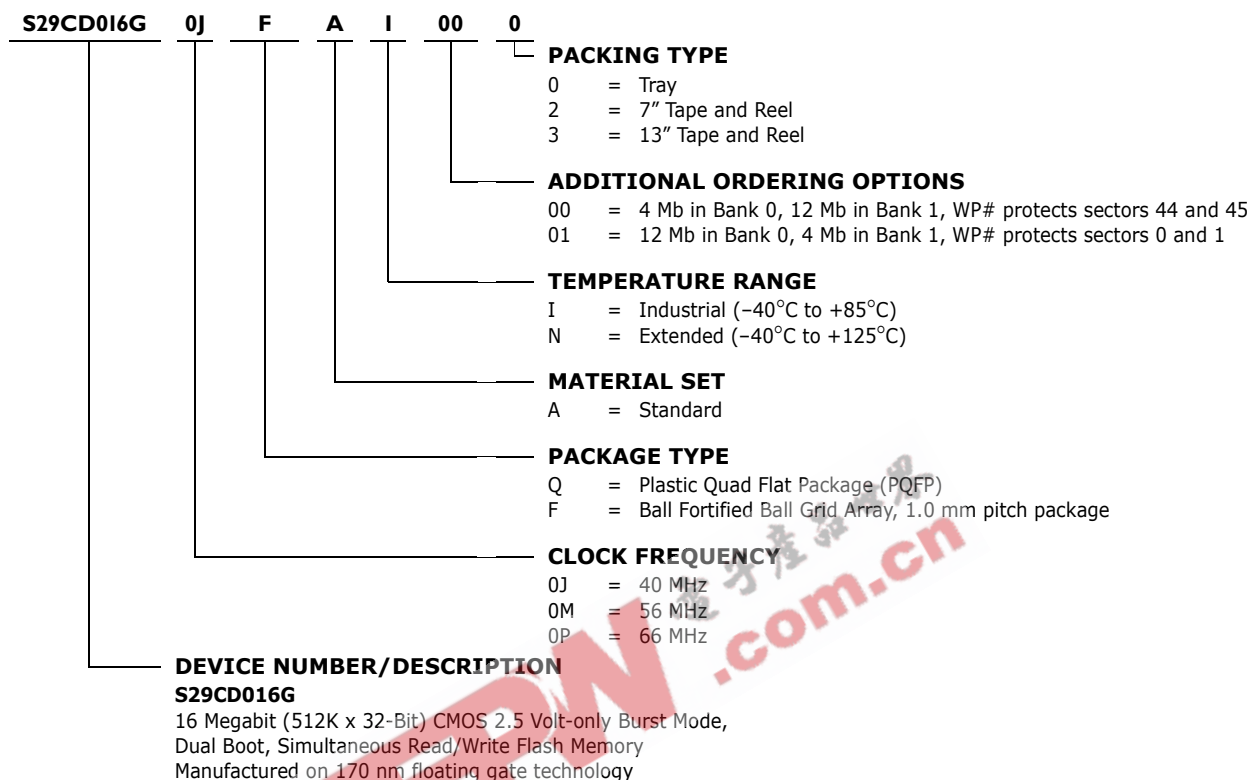 S29CD016G 0J F A I 00 0
PACKING TYPE
0 = Tray
2 = 7″ Tape and Reel
3 = 13″ Tape and Reel
ADDITIONAL ORDERING OPTIONS
00 = 4 Mb in Bank 0, 12 Mb in Bank 1, WP# protects sectors 44 and 45
01 = 12 Mb in Bank 0, 4 Mb in Bank 1, WP# protects sectors 0 and 1
TEMPERATURE RANGE
I = Industrial (–40°C to +85°C)
N = Extended (–40°C to +125°C)
MATERIAL SET
A = Standard
PACKAGE TYPE
Q = Plastic Quad Flat Package (PQFP)
F = Ball Fortified Ball Grid Array, 1.0 mm pitch package
CLOCK FREQUENCY
0J = 40 MHz
0M = 56 MHz
0P = 66 MHz
DEVICE NUMBER/DESCRIPTION
S29CD016G
16 Megabit (512K x 32-Bit) CMOS 2.5 Volt-only Burst Mode,
Dual Boot, Simultaneous Read/Write Flash Memory
Manufactured on 170 nm floating gate technology
電子產品世界
.com.cn